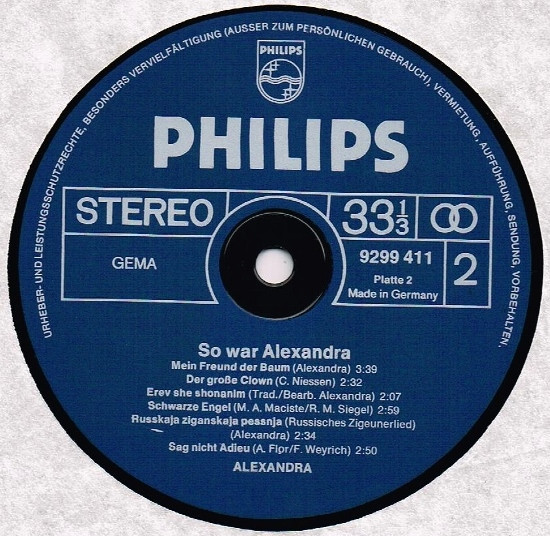 URHEBER- UND LEISTUNGSSCHUTZRECHTE, BESONDERS VERVIELFÄLTIGUNG (AUSSER ZUM PERSÖNLICHEN GEBRAUCH), VERMIETUNG, AUFFÜHRUNG, SENDUNG, VORBEHALTEN.
PHILIPS
PHILIPS
STEREO
33 1/3
GEMA
9299 411
Platte 2
Made in Germany
2
So war Alexandra
Mein Freund der Baum (Alexandra) 3:39
Der große Clown (C. Niessen) 2:32
Erev she shonanim (Trad./Bearb. Alexandra) 2:07
Schwarze Engel (M. A. Maciste/R. M. Siegel) 2:59
Russkaja ziganskaja pessnja (Russisches Zigeunerlied)
(Alexandra) 2:34
Sag nicht Adieu (A. Flor/F. Weyrich) 2:50
ALEXANDRA